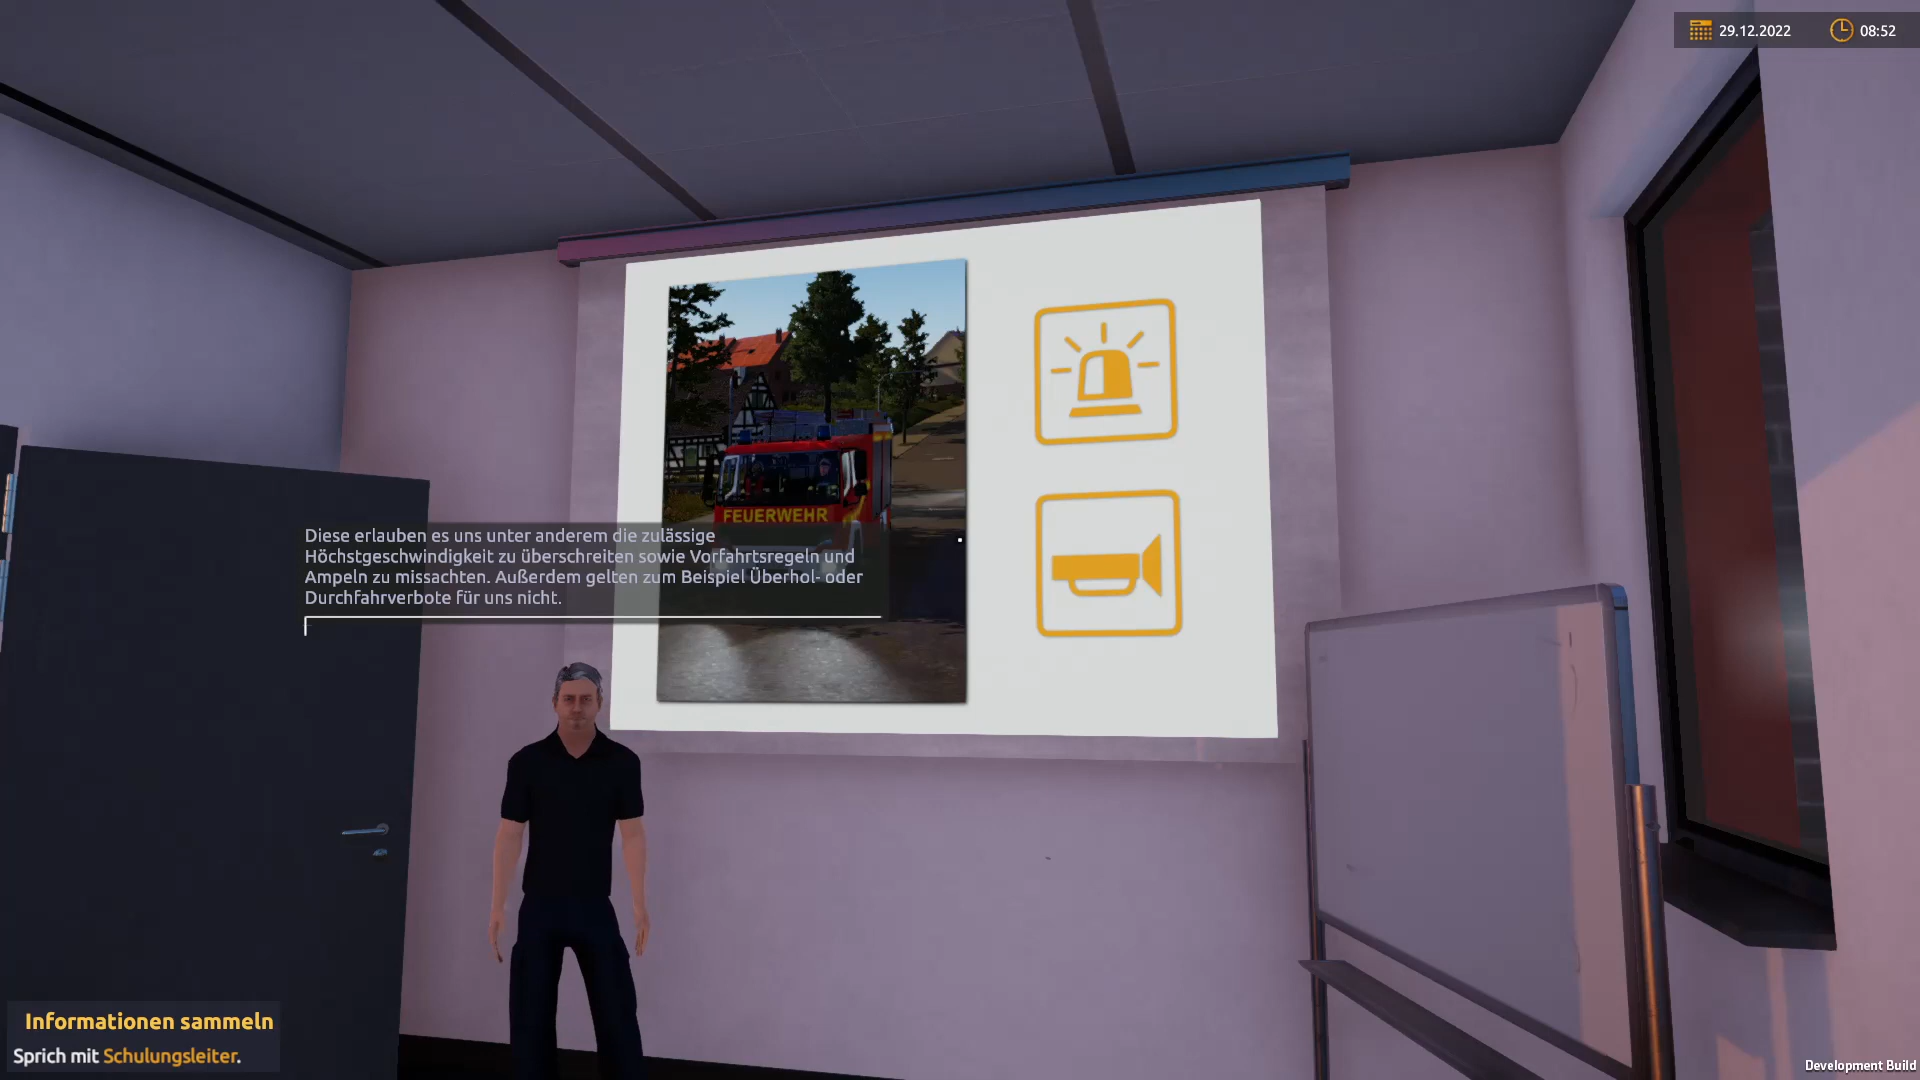 29.12.2022
08:52
FEUERWEHR
Diese erlauben es uns unter anderem die zulässige
Höchstgeschwindigkeit zu überschreiten sowie Vorfahrtsregeln und
Ampeln zu missachten. Außerdem gelten zum Beispiel Überhol- oder
Durchfahrverbote für uns nicht.
Informationen sammeln
Sprich mit Schulungsleiter.
Development Build